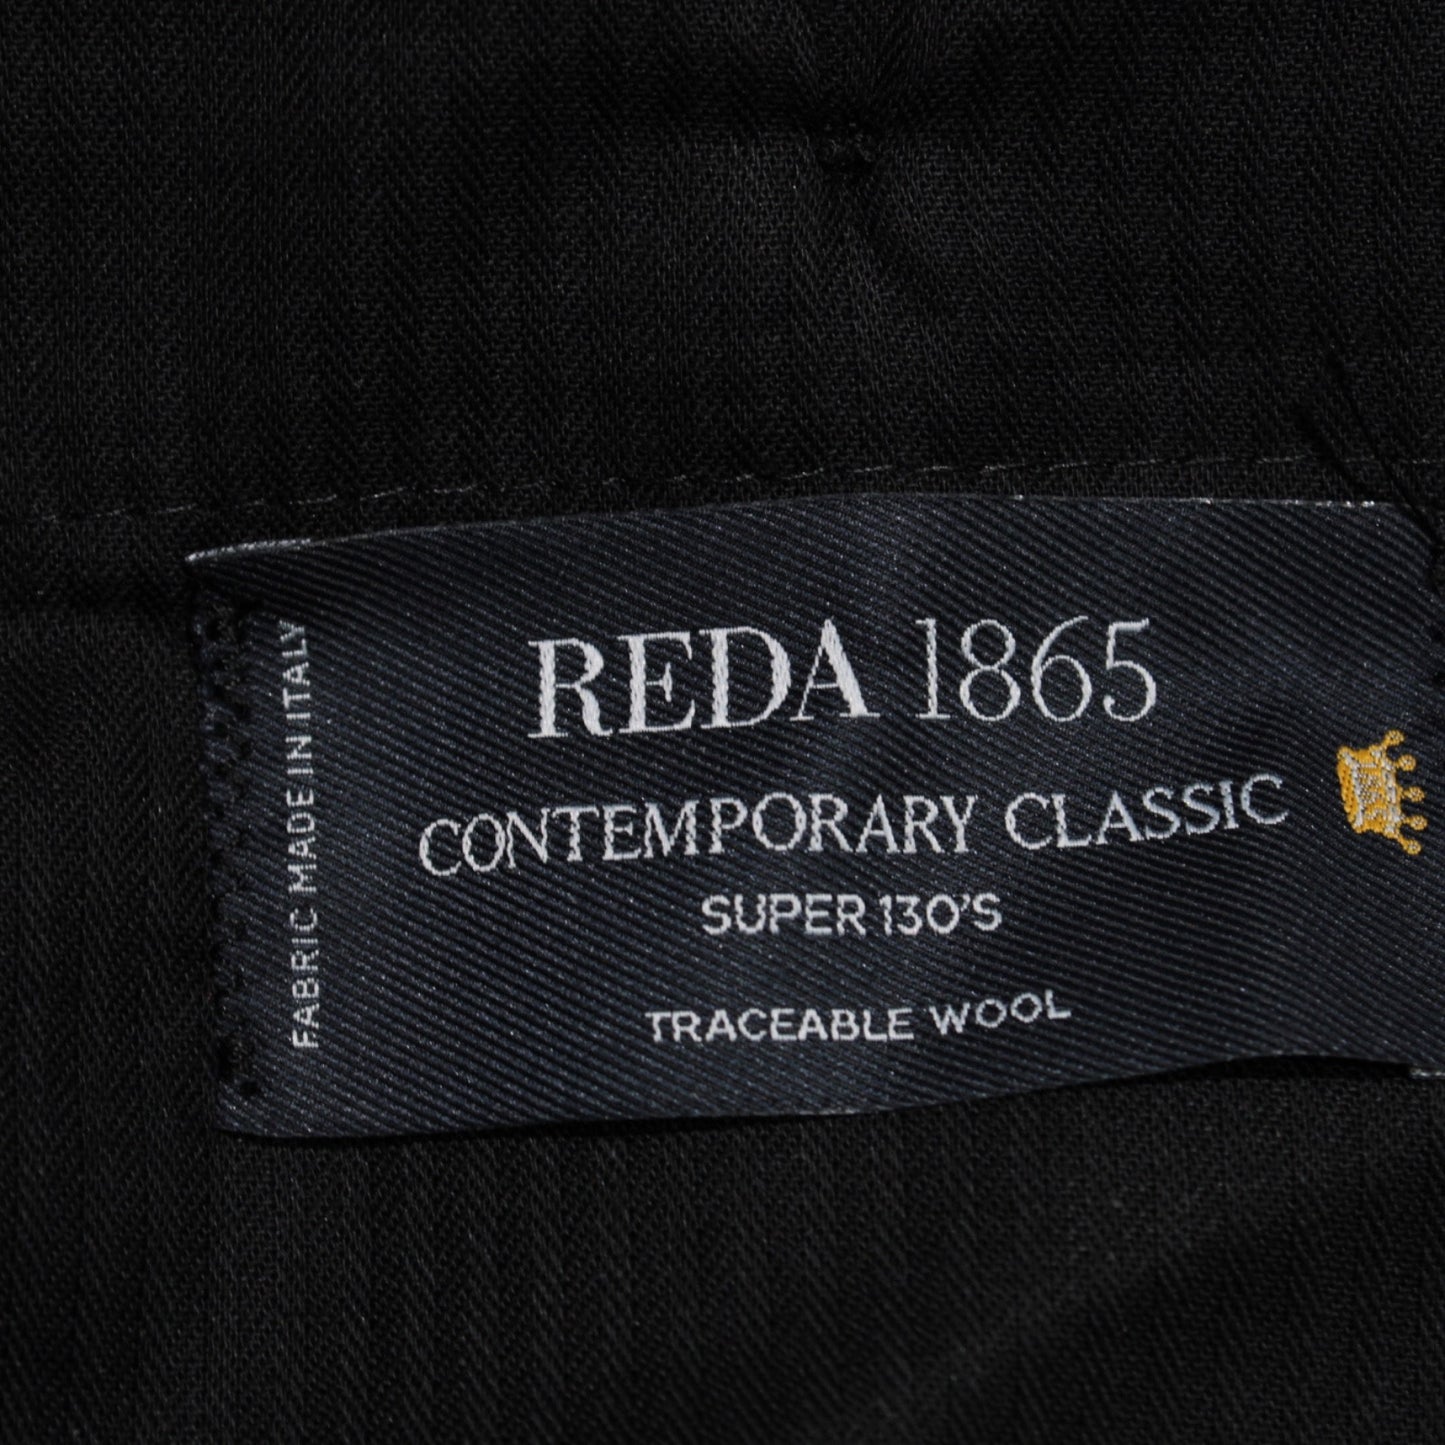 REDA 1865
CONTEMPORARY CLASSIC
SUPER 130'S
TRACEABLE WOOL
FABRIC MADE IN ITALY